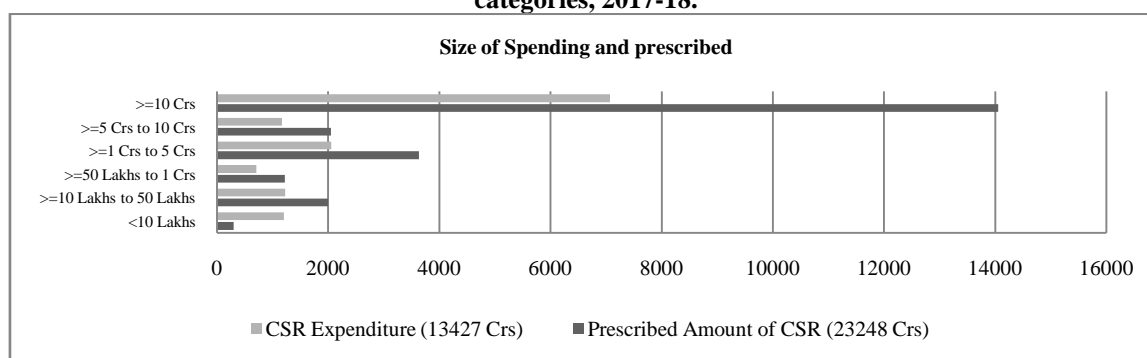 categories, 2017-18.
Size of Spending and prescribed
>=10 Crs
>=5 Crs to 10 Crs
>=1 Crs to 5 Crs
>=50 Lakhs to 1 Crs
>=10 Lakhs to 50 Lakhs
<10 Lakhs
0 2000 4000 6000 8000 10000 12000 14000 16000
CSR Expenditure (13427 Crs) Prescribed Amount of CSR (23248 Crs)